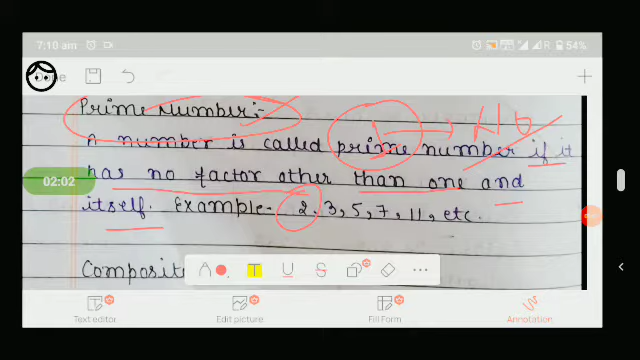 7:10 am 54%
Done
Prime Number:-
A number is called prime number if it
has no factor other than one and
02:02
itself. Example- 2, 3, 5, 7, 11, etc.
Composit
A T U S
Text editor Edit picture Fill Form Annotation